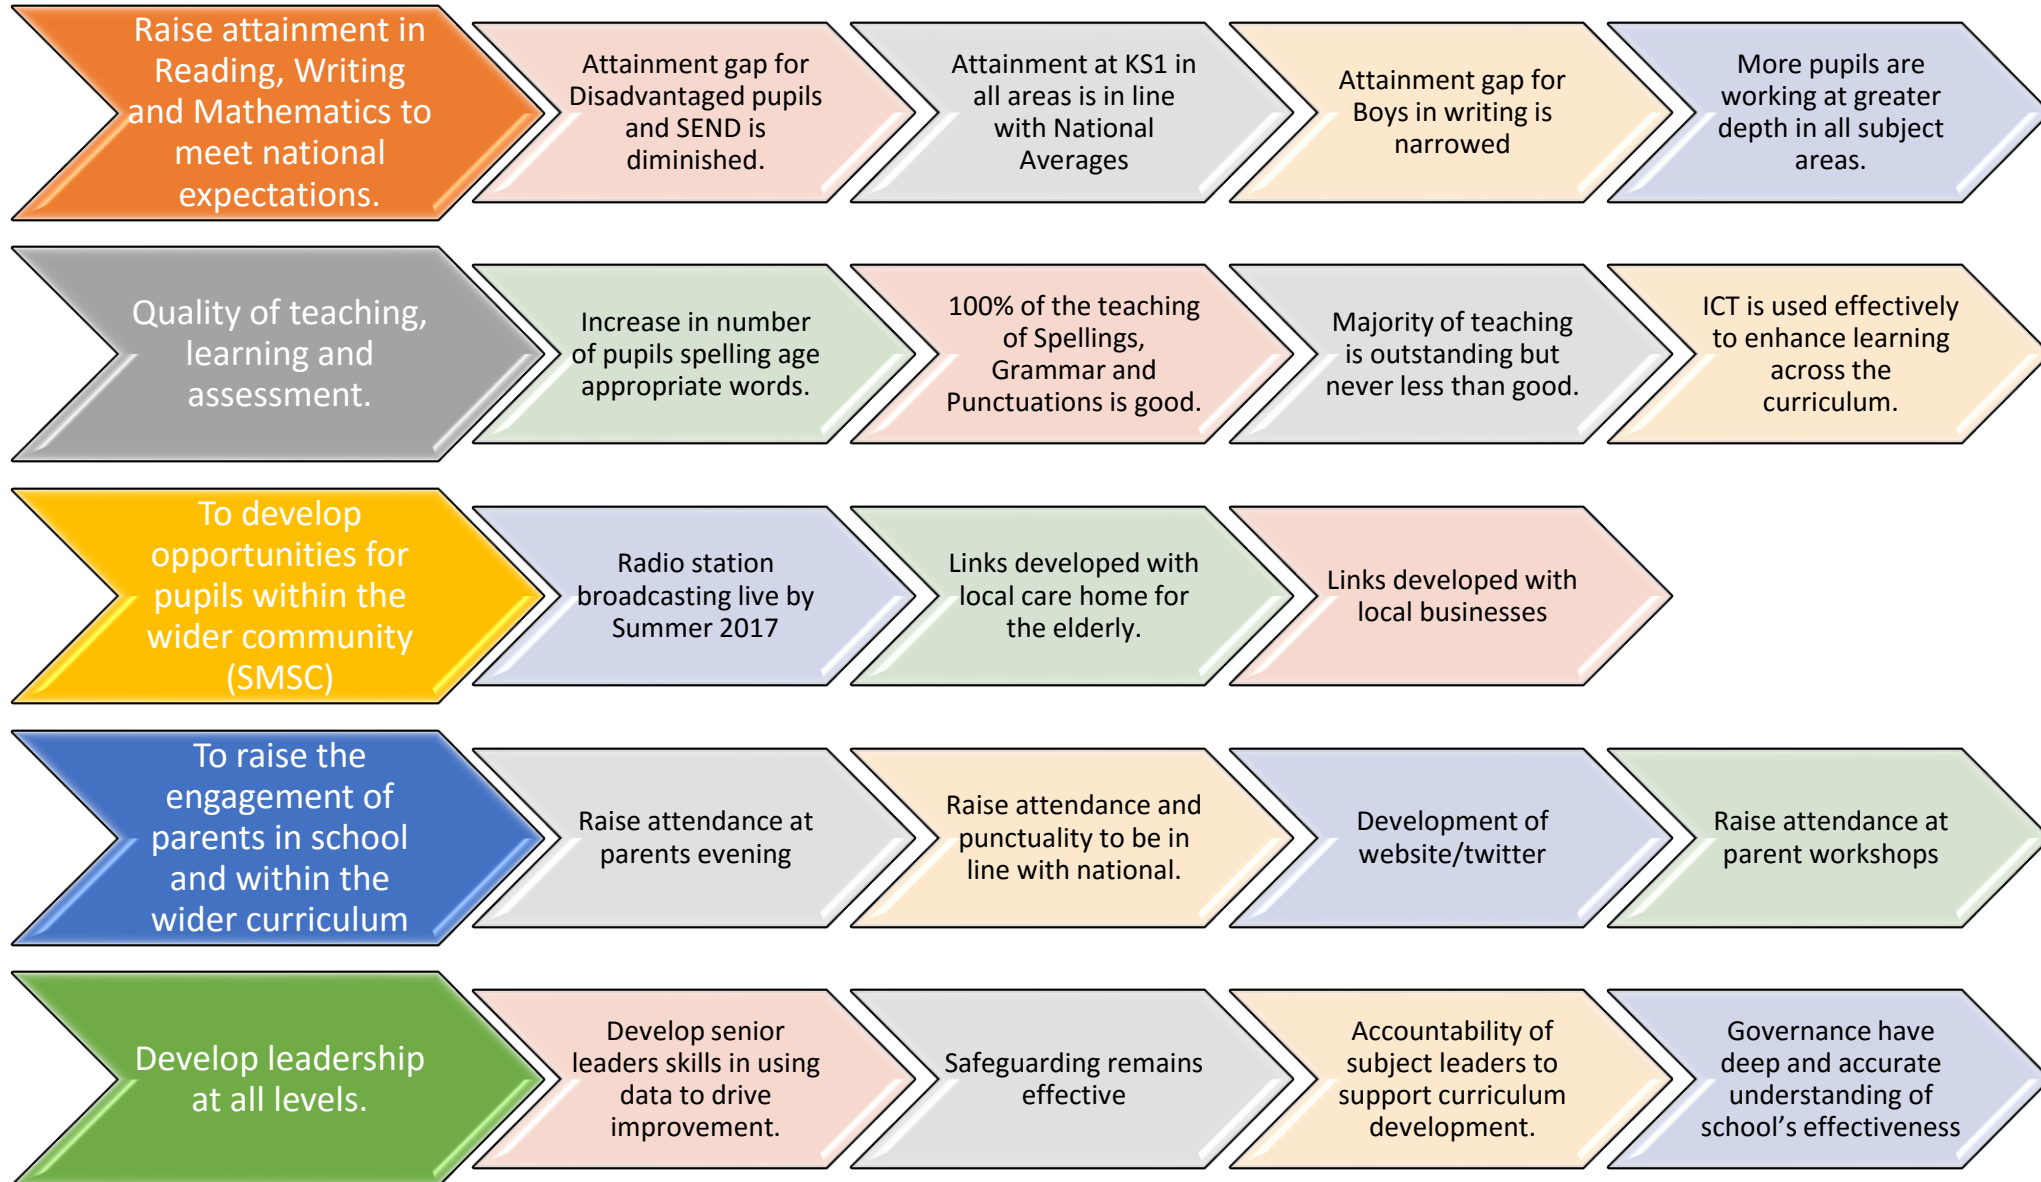 Raise attainment in
Reading, Writing
and Mathematics to
meet national
expectations.
Attainment gap for
Disadvantaged pupils
and SEND is
diminished.
Attainment at KS1 in
all areas is in line
with National
Averages
Attainment gap for
Boys in writing is
narrowed
More pupils are
working at greater
depth in all subject
areas.
Quality of teaching,
learning and
assessment.
Increase in number
of pupils spelling age
appropriate words.
100% of the teaching
of Spellings,
Grammar and
Punctuations is good.
Majority of teaching
is outstanding but
never less than good.
ICT is used effectively
to enhance learning
across the
curriculum.
To develop
opportunities for
pupils within the
wider community
(SMSC)
Radio station
broadcasting live by
Summer 2017
Links developed with
local care home for
the elderly.
Links developed with
local businesses
To raise the
engagement of
parents in school
and within the
wider curriculum
Raise attendance at
parents evening
Raise attendance and
punctuality to be in
line with national.
Development of
website/twitter
Raise attendance at
parent workshops
Develop leadership
at all levels.
Develop senior
leaders skills in using
data to drive
improvement.
Safeguarding remains
effective
Accountability of
subject leaders to
support curriculum
development.
Governance have
deep and accurate
understanding of
school’s effectiveness